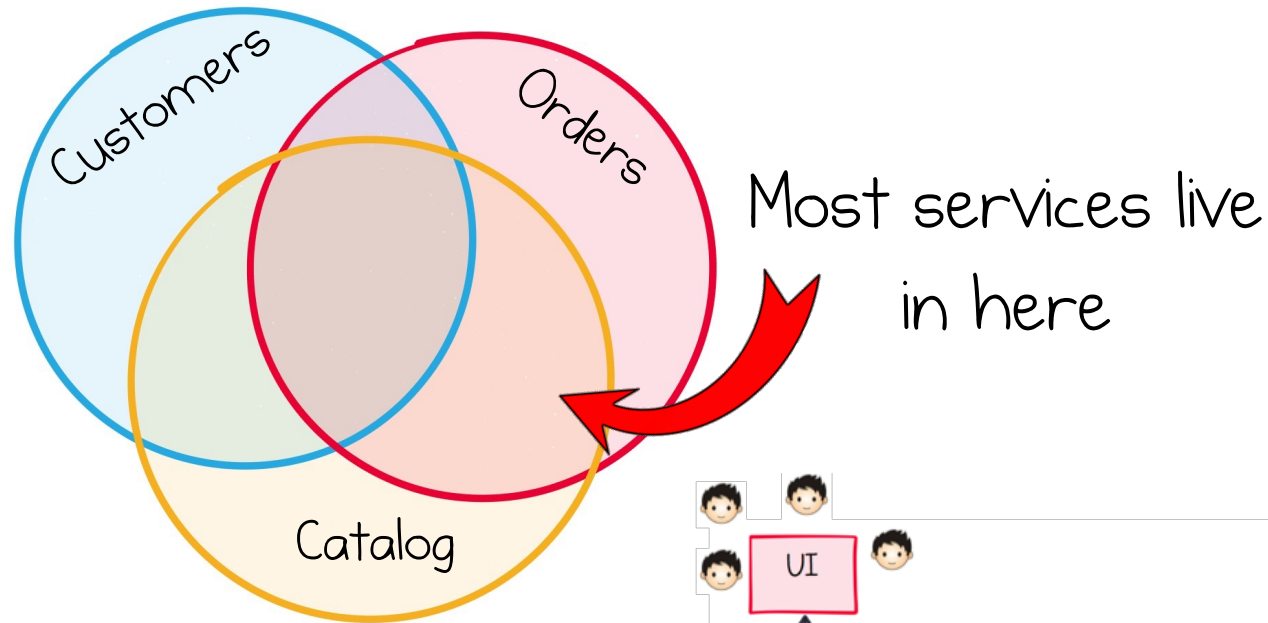 Customers
Orders
Most services live
in here
Catalog
UI